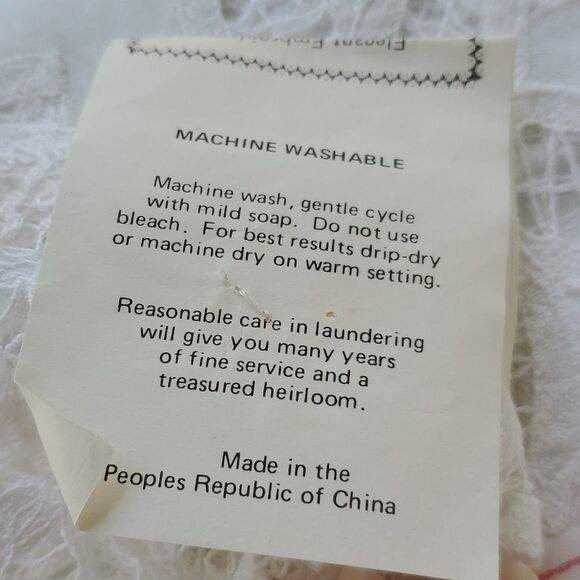 Elegant
MACHINE WASHABLE
Machine wash, gentle cycle
with mild soap. Do not use
bleach. For best results drip-dry
or machine dry on warm setting.
Reasonable care in laundering
will give you many years
of fine service and a
treasured heirloom.
Made in the
Peoples Republic of China